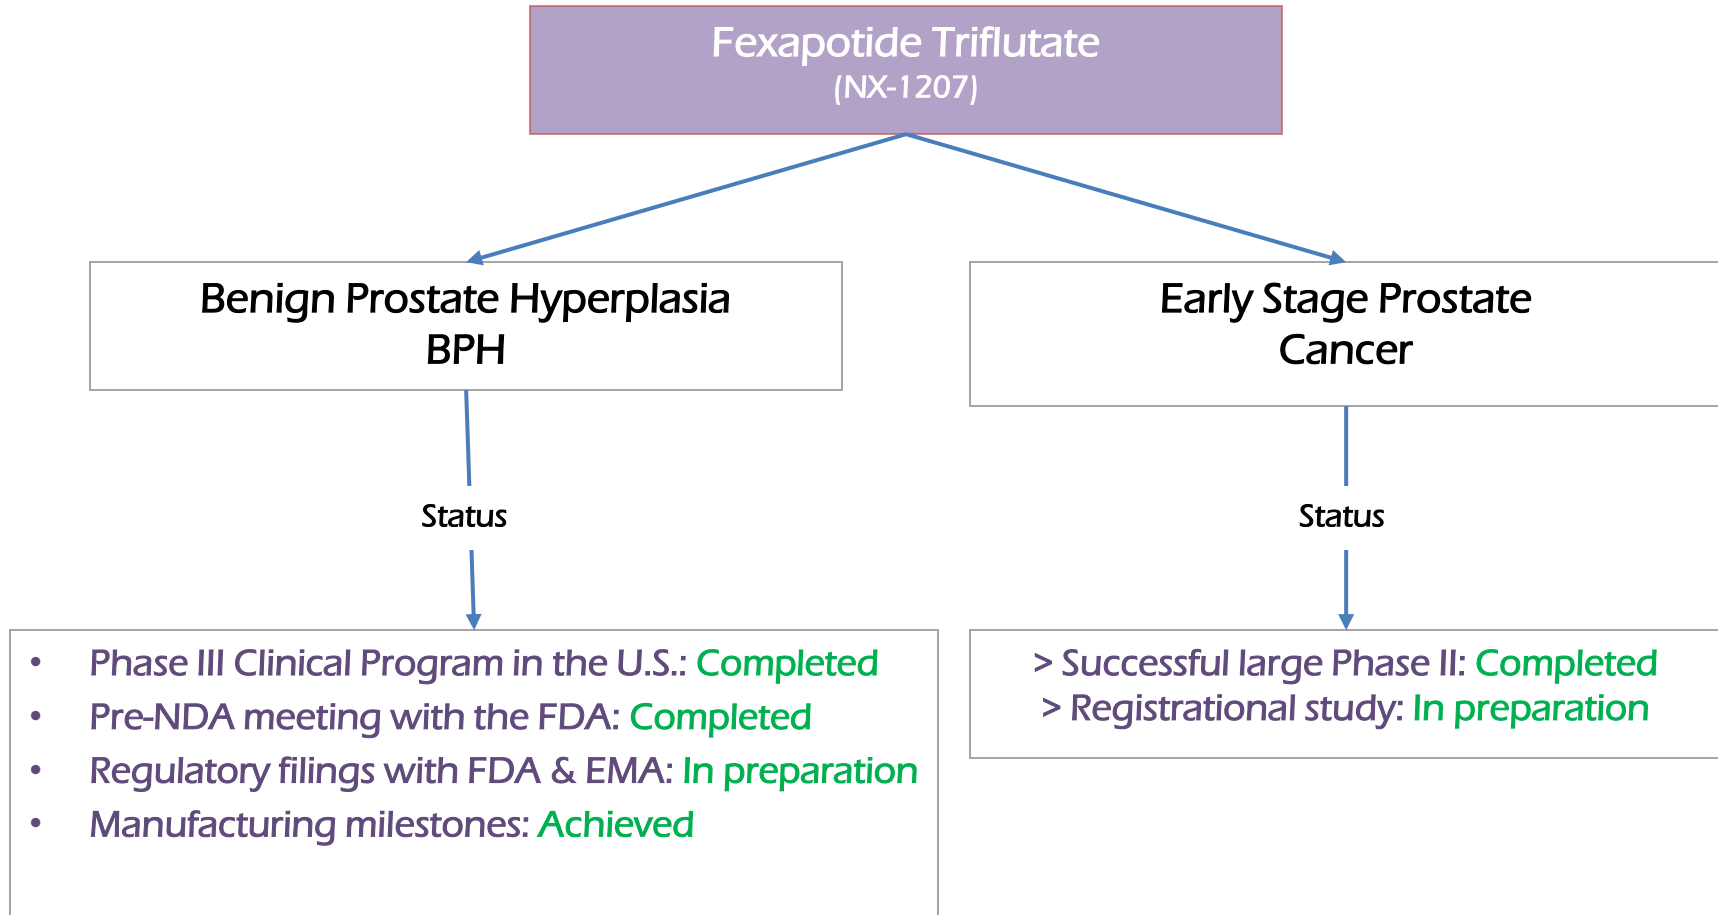 Fexapotide Triflutate
(NX-1207)
Benign Prostate Hyperplasia
BPH
Early Stage Prostate
Cancer
Status
Status
• Phase III Clinical Program in the U.S.: Completed
• Pre-NDA meeting with the FDA: Completed
• Regulatory filings with FDA & EMA: In preparation
• Manufacturing milestones: Achieved
> Successful large Phase II: Completed
> Registrational study: In preparation